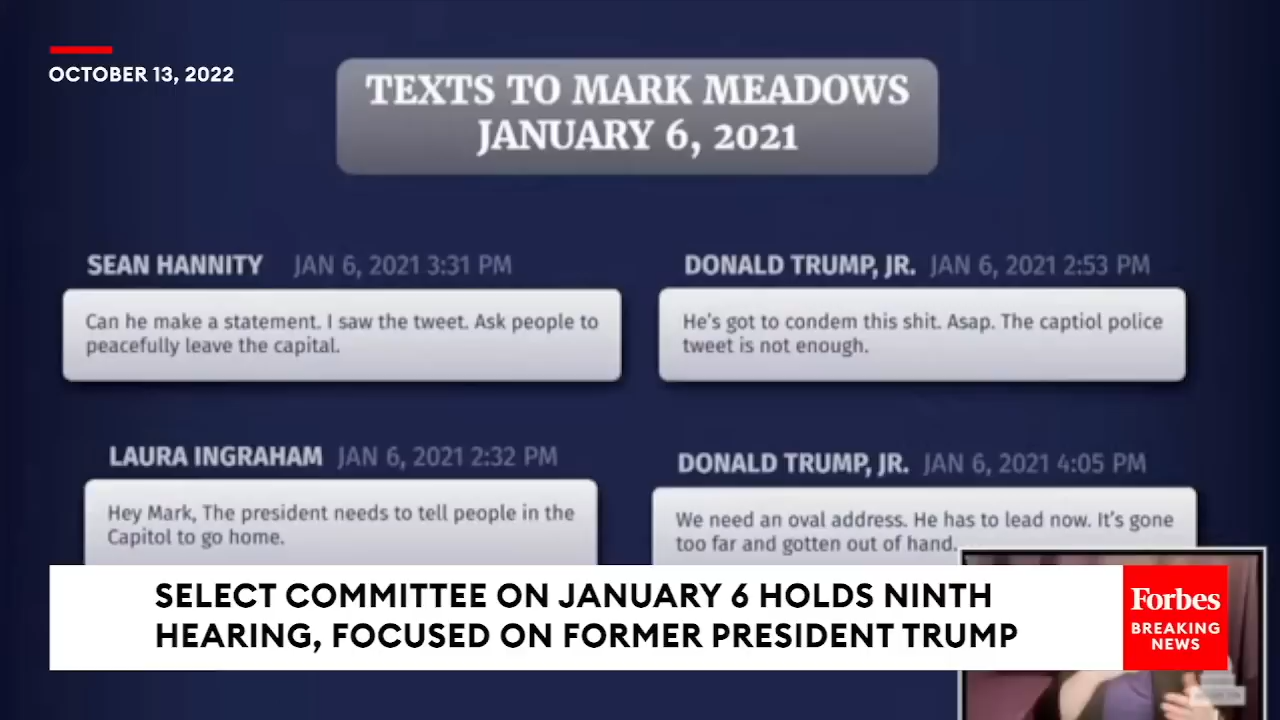 OCTOBER 13, 2022
TEXTS TO MARK MEADOWS
JANUARY 6, 2021
SEAN HANNITY JAN 6, 2021 3:31 PM
Can he make a statement. I saw the tweet. Ask people to
peacefully leave the capital.
DONALD TRUMP, JR. JAN 6, 2021 2:53 PM
He's got to condem this shit. Asap. The captiol police
tweet is not enough.
LAURA INGRAHAM JAN 6, 2021 2:32 PM
Hey Mark, The president needs to tell people in the
Capitol to go home.
DONALD TRUMP, JR. JAN 6, 2021 4:05 PM
We need an oval address. He has to lead now. It's gone
too far and gotten out of hand.
SELECT COMMITTEE ON JANUARY 6 HOLDS NINTH
HEARING, FOCUSED ON FORMER PRESIDENT TRUMP
Forbes
BREAKING
NEWS